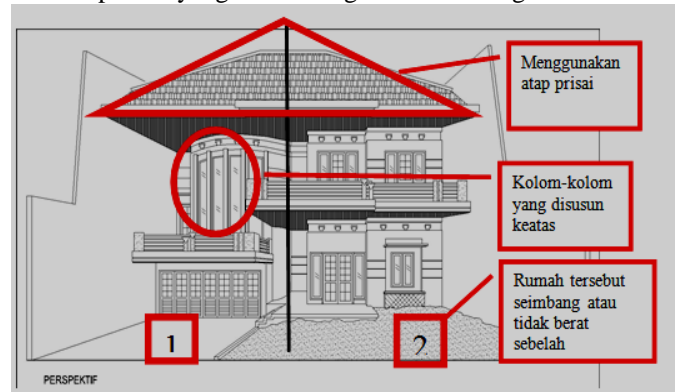 Menggunakan
atap prisai
Kolom-kolom
yang disusun
keatas
Rumah tersebut
seimbang atau
tidak berat
sebelah
1
2
PERSPEKTIF